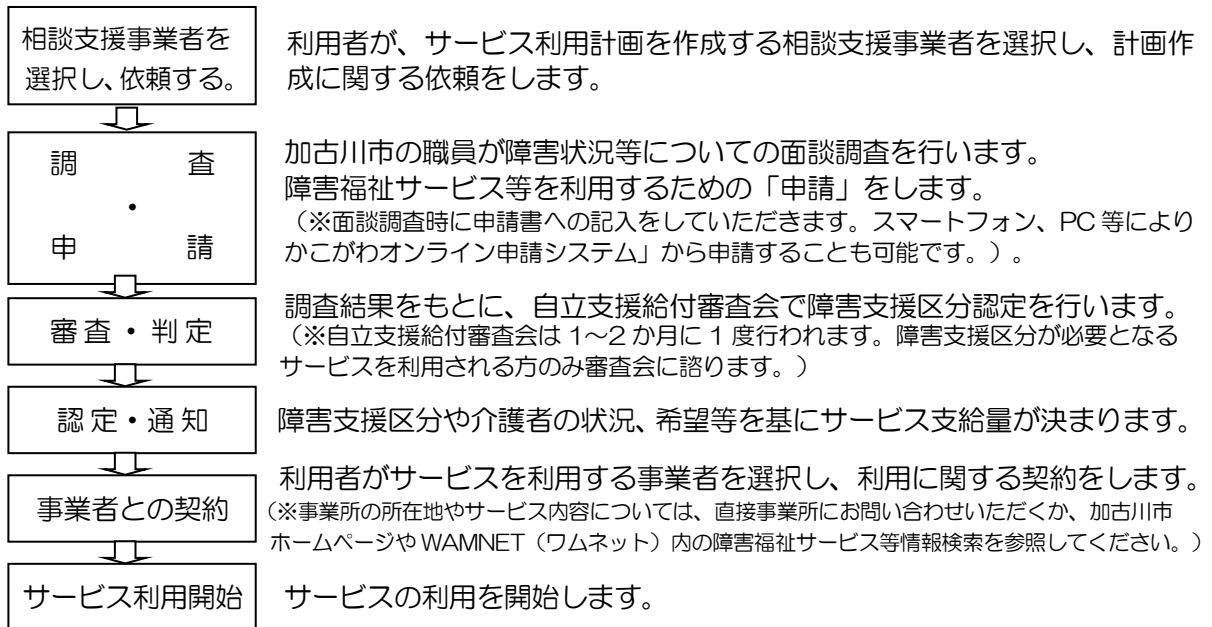 相談支援事業者を
選択し、依頼する。
利用者が、サービス利用計画を作成する相談支援事業者を選択し、計画作
成に関する依頼をします。
調　　査
・
申　　請
加古川市の職員が障害状況等についての面談調査を行います。
障害福祉サービス等を利用するための「申請」をします。
（※面談調査時に申請書への記入をしていただきます。スマートフォン、PC 等により
かこがわオンライン申請システム」から申請することも可能です。）。
審査・判定
調査結果をもとに、自立支援給付審査会で障害支援区分認定を行います。
（※自立支援給付審査会は 1～2 か月に 1 度行われます。障害支援区分が必要となる
サービスを利用される方のみ審査会に諮ります。）
認定・通知
障害支援区分や介護者の状況、希望等を基にサービス支給量が決まります。
事業者との契約
利用者がサービスを利用する事業者を選択し、利用に関する契約をします。
（※事業所の所在地やサービス内容については、直接事業所にお問い合わせいただくか、加古川市
ホームページや WAMNET（ワムネット）内の障害福祉サービス等情報検索を参照してください。）
サービス利用開始
サービスの利用を開始します。